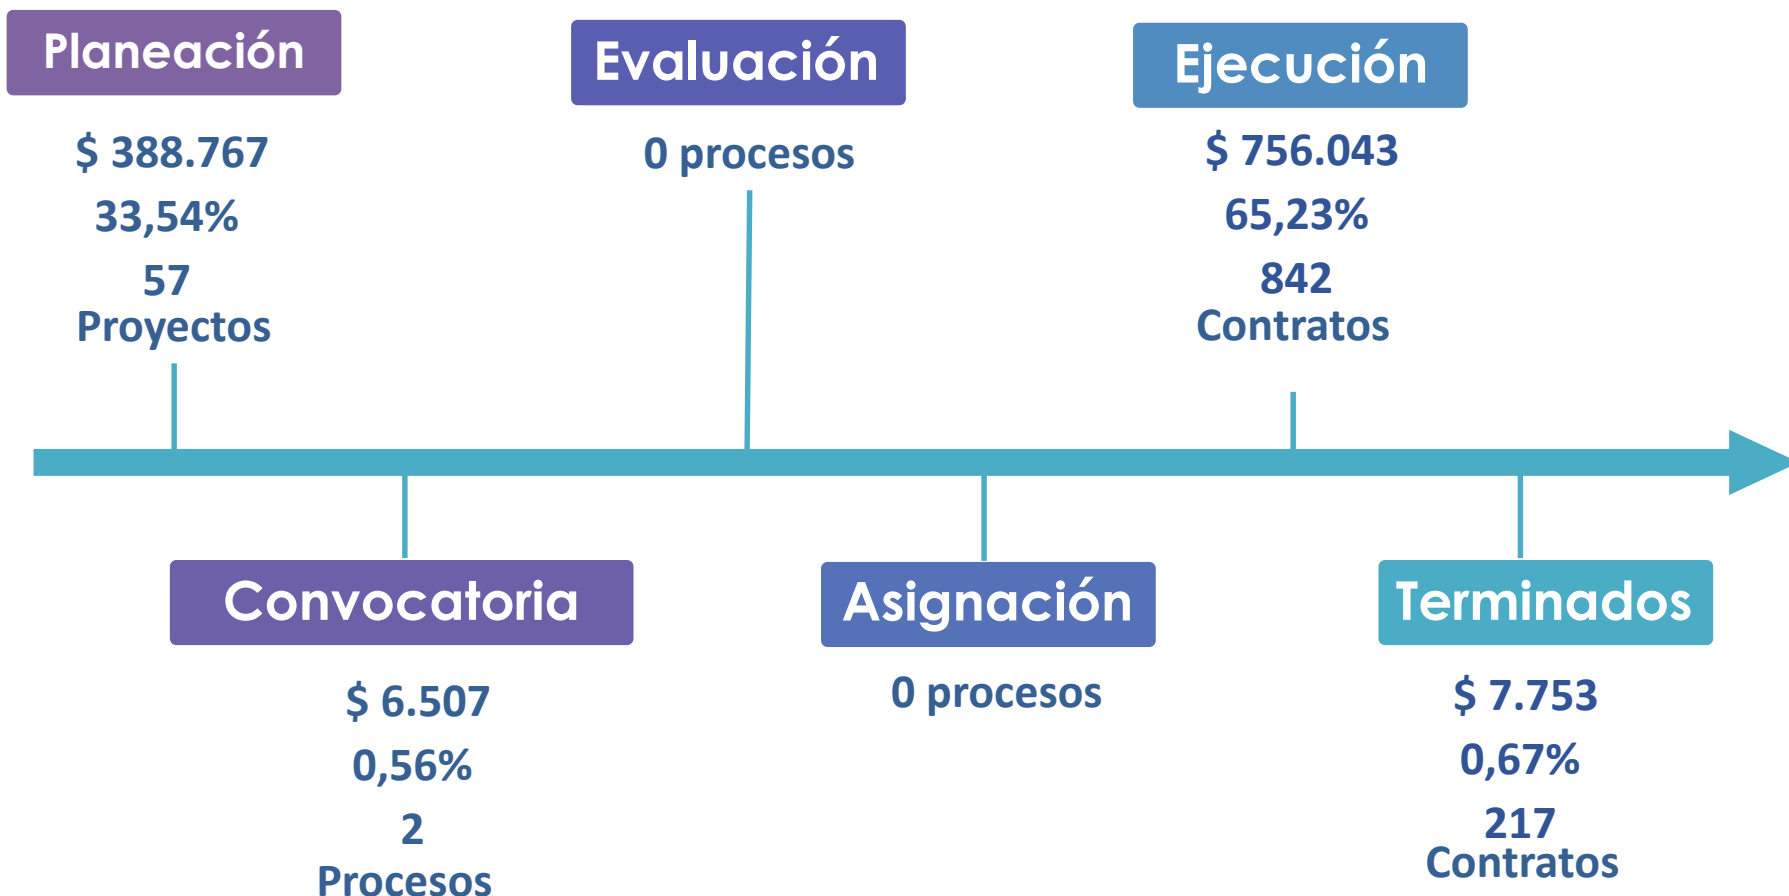 Planeación
$ 388.767
33,54%
57
Proyectos
Evaluación
0 procesos
Ejecución
$ 756.043
65,23%
842
Contratos
Convocatoria
$ 6.507
0,56%
2
Procesos
Asignación
0 procesos
Terminados
$ 7.753
0,67%
217
Contratos